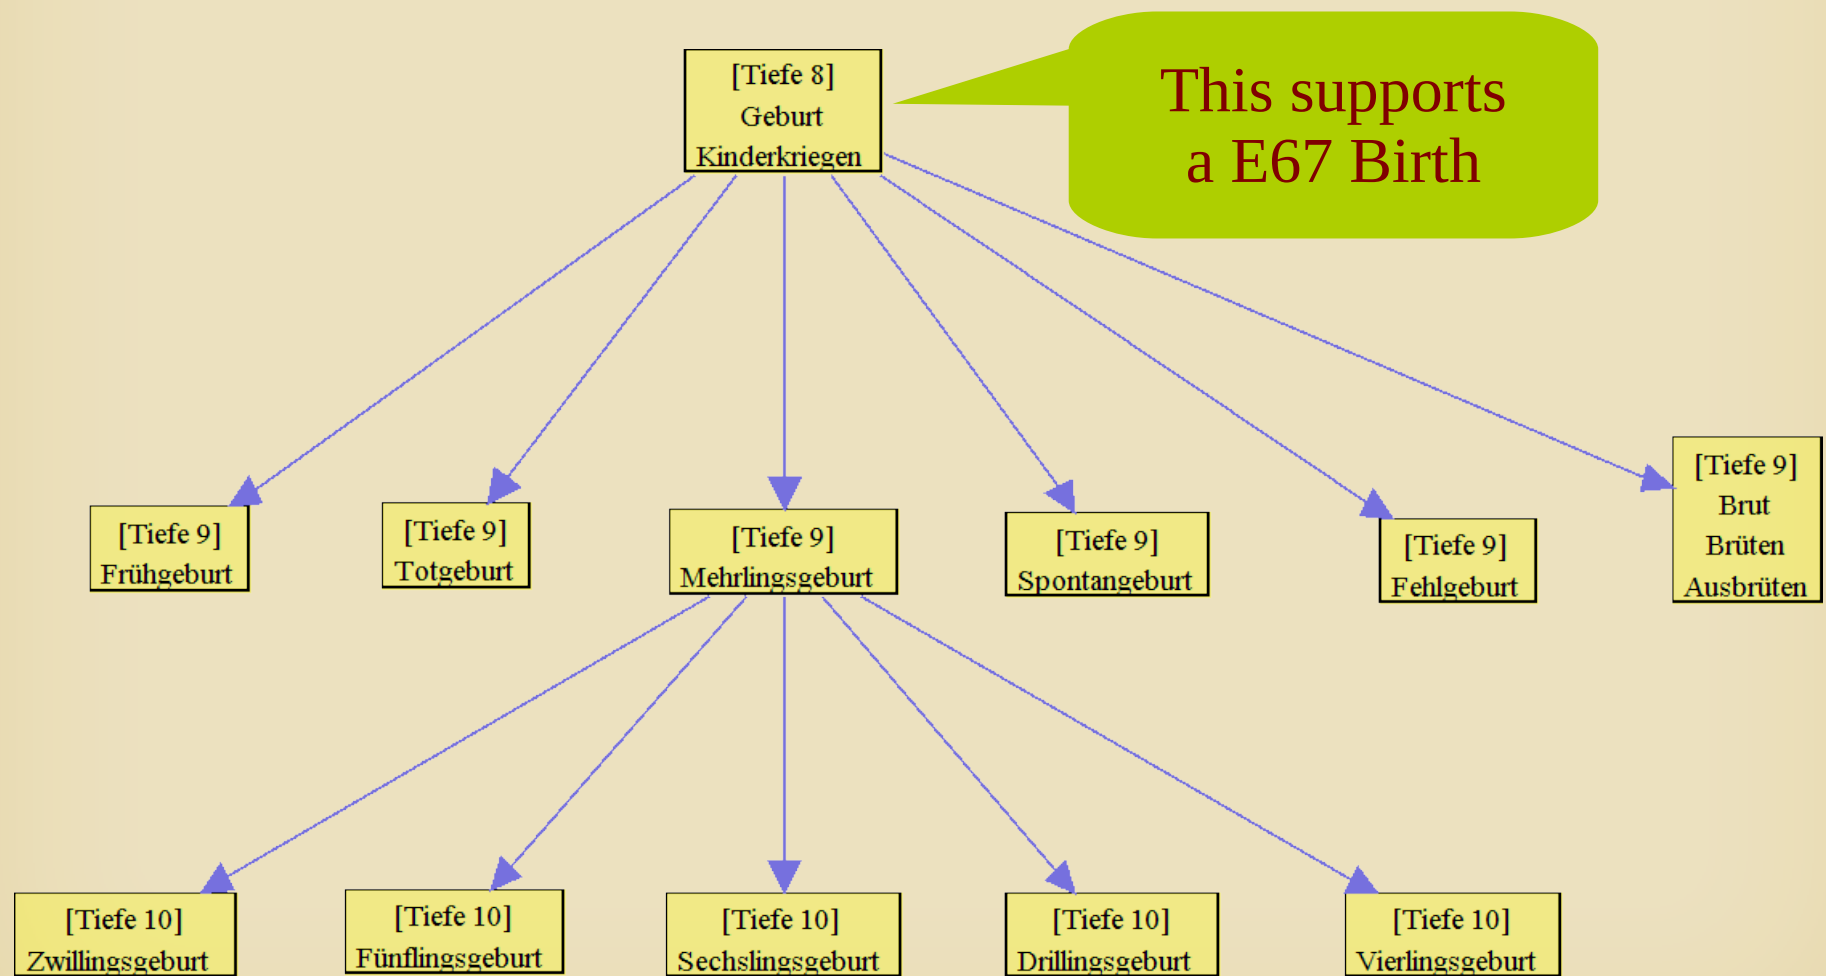 [Tiefe 8]
Geburt
Kinderkriegen
This supports
a E67 Birth
[Tiefe 9]
Frühgeburt
[Tiefe 9]
Totgeburt
[Tiefe 9]
Mehrlingsgeburt
[Tiefe 9]
Spontangeburt
[Tiefe 9]
Fehlgeburt
[Tiefe 9]
Brut
Brüten
Ausbrüten
[Tiefe 10]
Zwillingsgeburt
[Tiefe 10]
Fünflingsgeburt
[Tiefe 10]
Sechslingsgeburt
[Tiefe 10]
Drillingsgeburt
[Tiefe 10]
Vierlingsgeburt